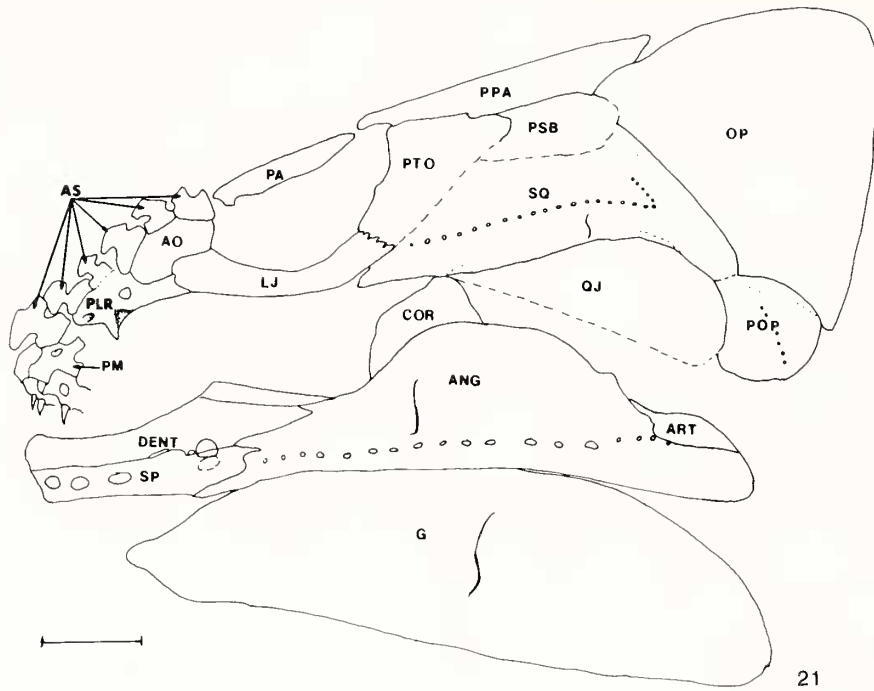 PPA
PSB
OP
PTO
PA
AS
SQ
AO
LJ
QJ
PLR
COR
POP
PM
ANG
ART
DENT
SP
G
21